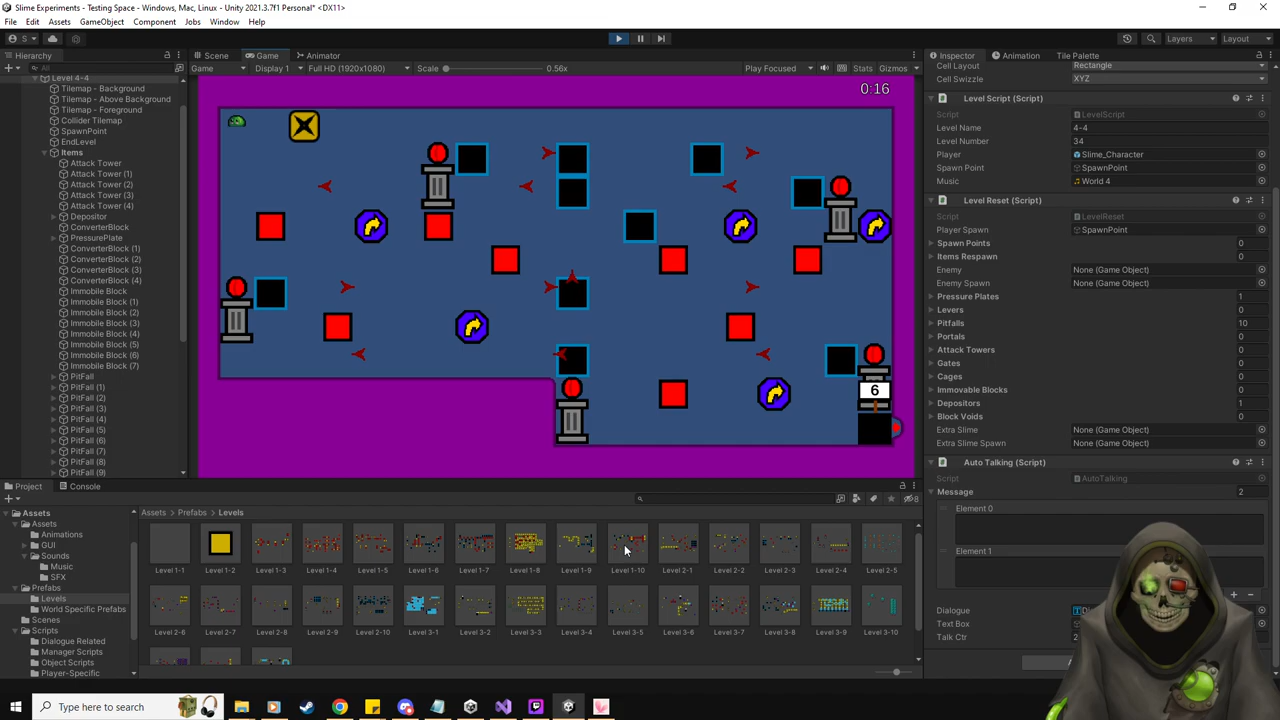 Slime Experiments - Testing Space - Windows, Mac, Linux - Unity 2021.3.7f1 Personal* <DX11>
File Edit Assets GameObject Component Jobs Window Help
S Layers Layout
Hierarchy Scene Game Animator Inspector Animation Tile Palette
All Game Display 1 Full HD (1920x1080) Scale 0.56x Play Focused Stats Gizmos
Level 4-4
Tilemap - Background
Tilemap - Above Background
Tilemap - Foreground
Collider Tilemap
SpawnPoint
EndLevel
Items
Attack Tower
Attack Tower (1)
Attack Tower (2)
Attack Tower (3)
Attack Tower (4)
Depositor
ConverterBlock
PressurePlate
ConverterBlock (1)
ConverterBlock (2)
ConverterBlock (3)
ConverterBlock (4)
Immobile Block
Immobile Block (1)
Immobile Block (2)
Immobile Block (3)
Immobile Block (4)
Immobile Block (5)
Immobile Block (6)
Immobile Block (7)
PitFall
PitFall (1)
PitFall (2)
PitFall (3)
PitFall (4)
PitFall (5)
PitFall (6)
PitFall (7)
PitFall (8)
PitFall (9)
0:16
6
Cell Layout Rectangle
Cell Swizzle XYZ
Level Script (Script)
Script LevelScript
Level Name 4-4
Level Number 34
Player Slime_Character
Spawn Point SpawnPoint
Music World 4
Level Reset (Script)
Script LevelReset
Player Spawn SpawnPoint
Spawn Points 0
Items Respawn 0
Enemy None (Game Object)
Enemy Spawn None (Game Object)
Pressure Plates 1
Levers 0
Pitfalls 10
Portals 0
Attack Towers 0
Gates 0
Cages 0
Immovable Blocks 0
Depositors 1
Block Voids 0
Extra Slime None (Game Object)
Extra Slime Spawn None (Game Object)
Auto Talking (Script)
Script AutoTalking
Message 2
Element 0
Element 1
Dialogue
Text Box
Talk Ctr 2
Project Console
8
Assets
Assets
Animations
GUI
Sounds
Music
SFX
Prefabs
Levels
World Specific Prefabs
Scenes
Scripts
Dialogue Related
Manager Scripts
Object Scripts
Player-Specific
Assets > Prefabs > Levels
Level 1-1 Level 1-2 Level 1-3 Level 1-4 Level 1-5 Level 1-6 Level 1-7 Level 1-8 Level 1-9 Level 1-10 Level 2-1 Level 2-2 Level 2-3 Level 2-4 Level 2-5
Level 2-6 Level 2-7 Level 2-8 Level 2-9 Level 2-10 Level 3-1 Level 3-2 Level 3-3 Level 3-4 Level 3-5 Level 3-6 Level 3-7 Level 3-8 Level 3-9 Level 3-10
Type here to search